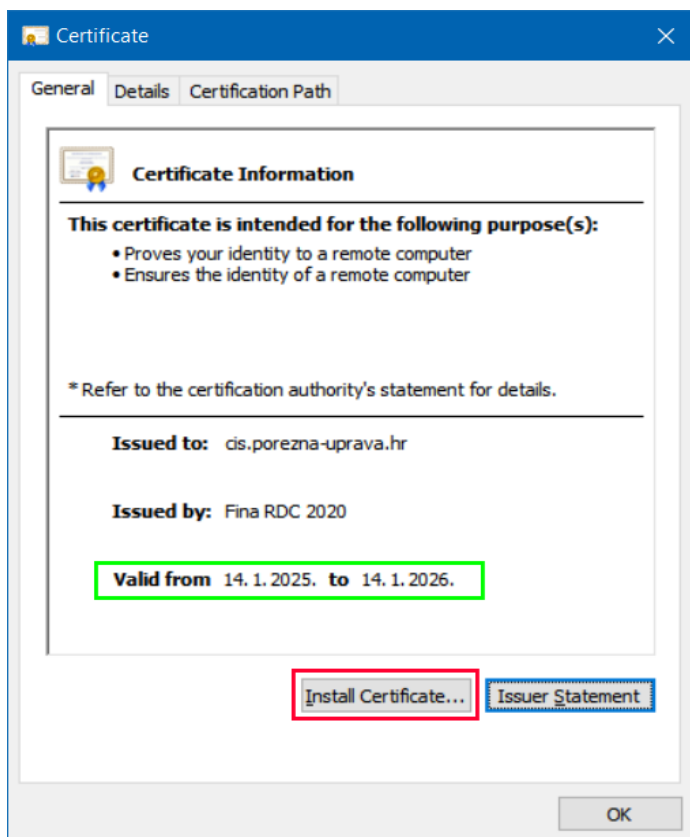 Certificate
General Details Certification Path
Certificate Information
This certificate is intended for the following purpose(s):
• Proves your identity to a remote computer
• Ensures the identity of a remote computer
* Refer to the certification authority's statement for details.
Issued to: cis.porezna-uprava.hr
Issued by: Fina RDC 2020
Valid from 14. 1. 2025. to 14. 1. 2026.
Install Certificate... Issuer Statement
OK